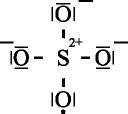 |O̅| ‾
‾ |O̲̅ – S²⁺ – O̲̅| ‾
|O|